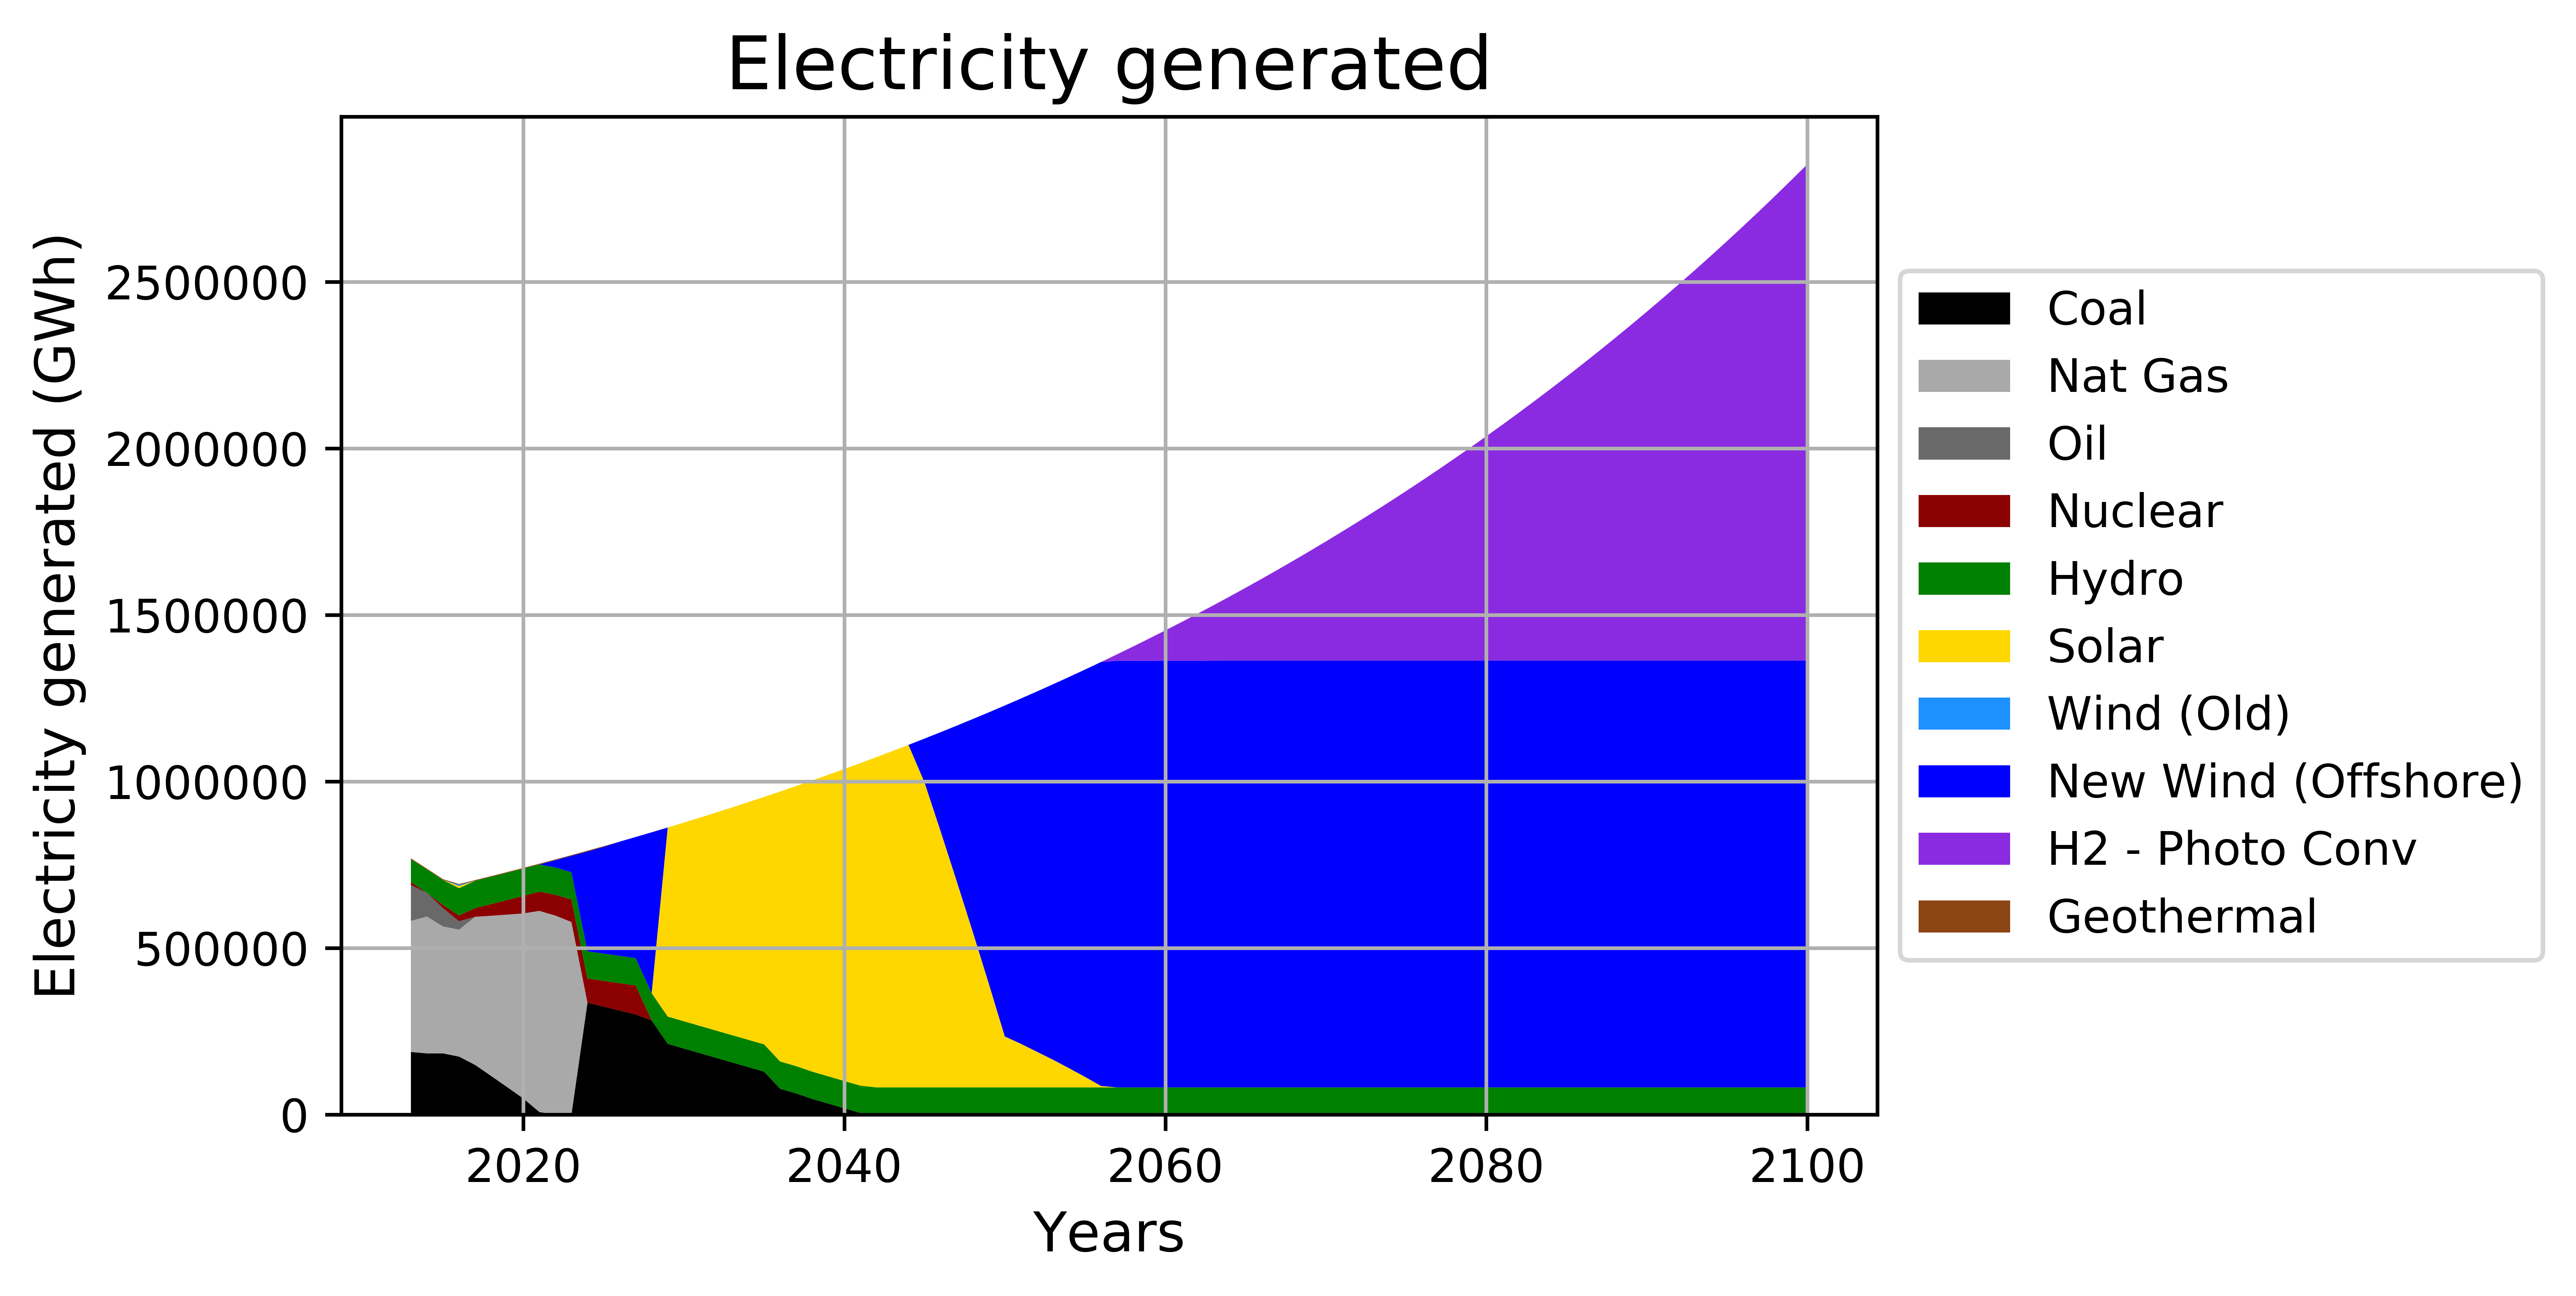 Electricity generated
Electricity generated (GWh)
2500000
2000000
1500000
1000000
500000
0
2020
2040
2060
2080
2100
Years
Coal
Nat Gas
Oil
Nuclear
Hydro
Solar
Wind (Old)
New Wind (Offshore)
H2 - Photo Conv
Geothermal